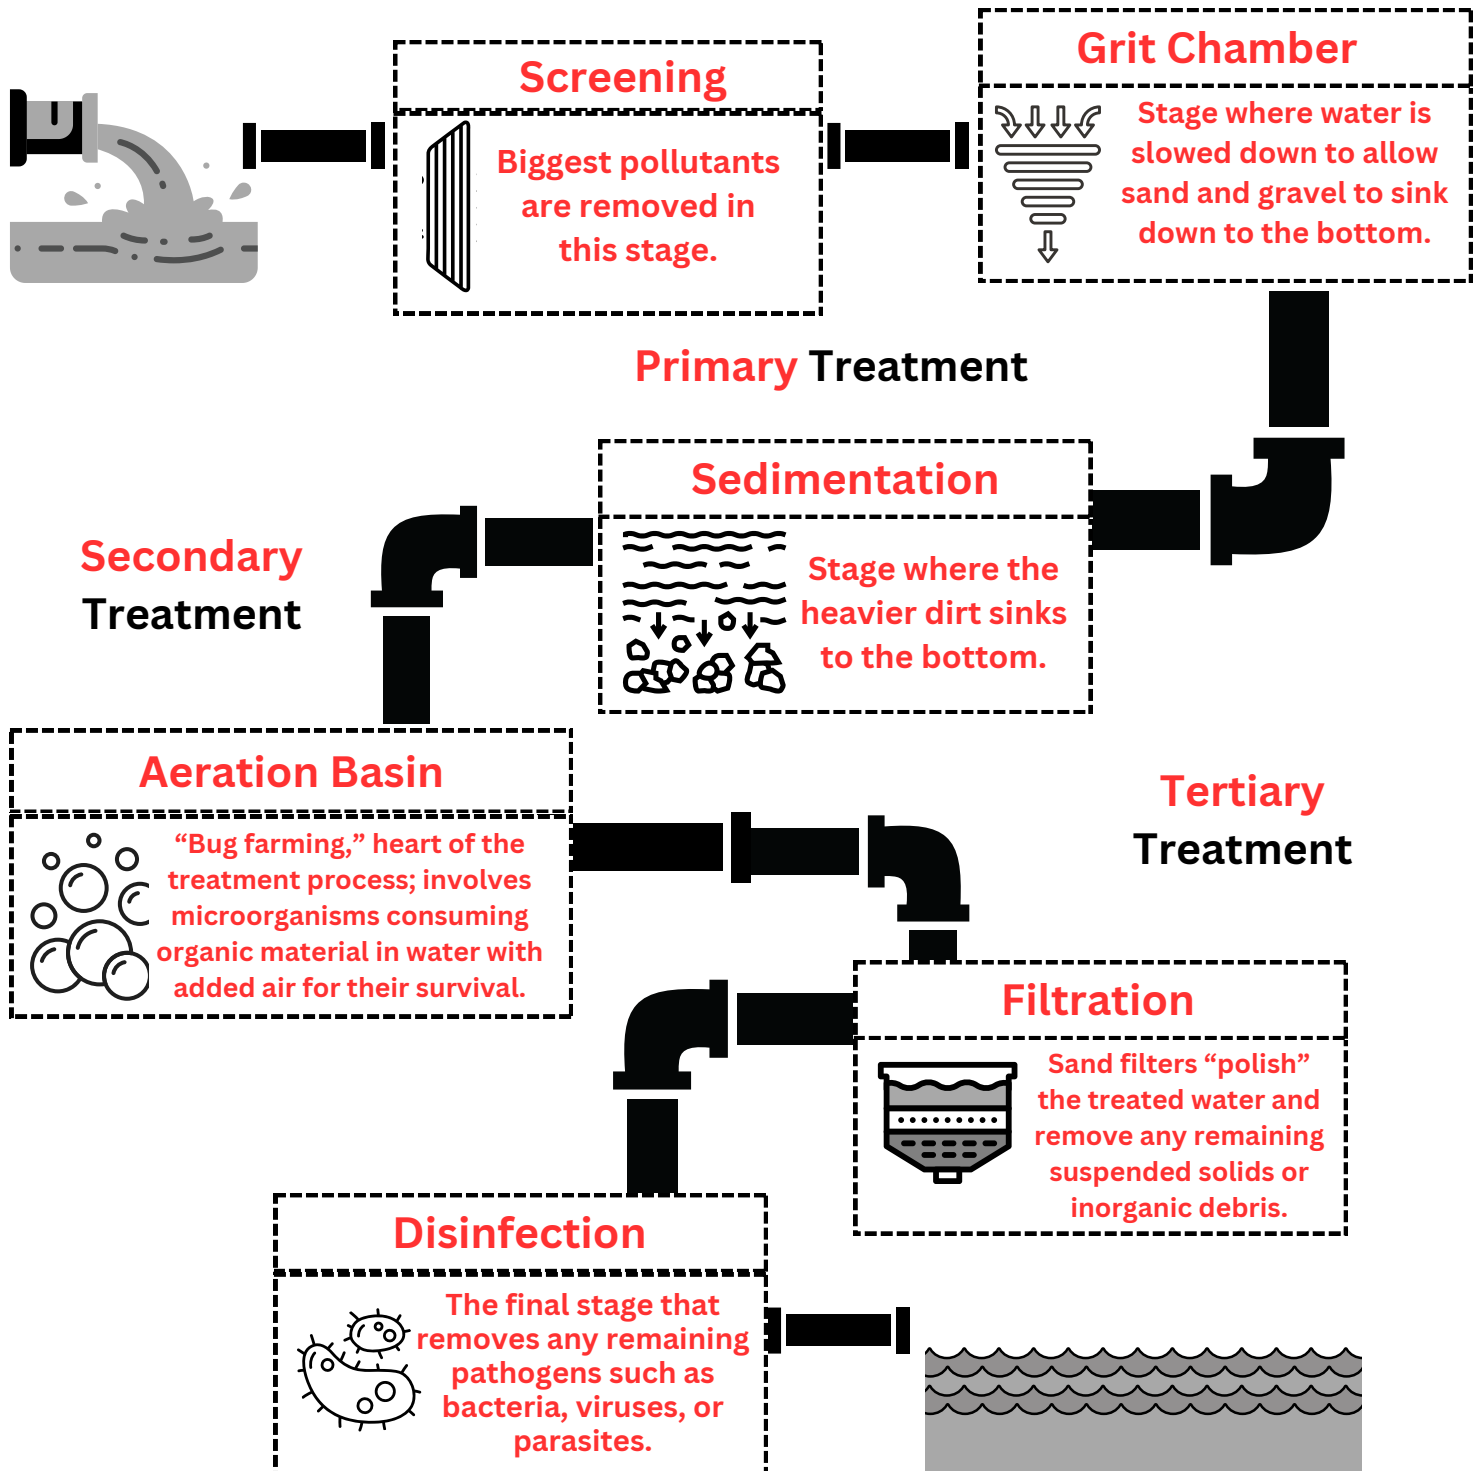 Screening
Biggest pollutants
are removed in
this stage.
Grit Chamber
Stage where water is
slowed down to allow
sand and gravel to sink
down to the bottom.
Primary Treatment
Sedimentation
Stage where the
heavier dirt sinks
to the bottom.
Secondary
Treatment
Aeration Basin
“Bug farming,” heart of the
treatment process; involves
microorganisms consuming
organic material in water with
added air for their survival.
Tertiary
Treatment
Filtration
Sand filters “polish”
the treated water and
remove any remaining
suspended solids or
inorganic debris.
Disinfection
The final stage that
removes any remaining
pathogens such as
bacteria, viruses, or
parasites.